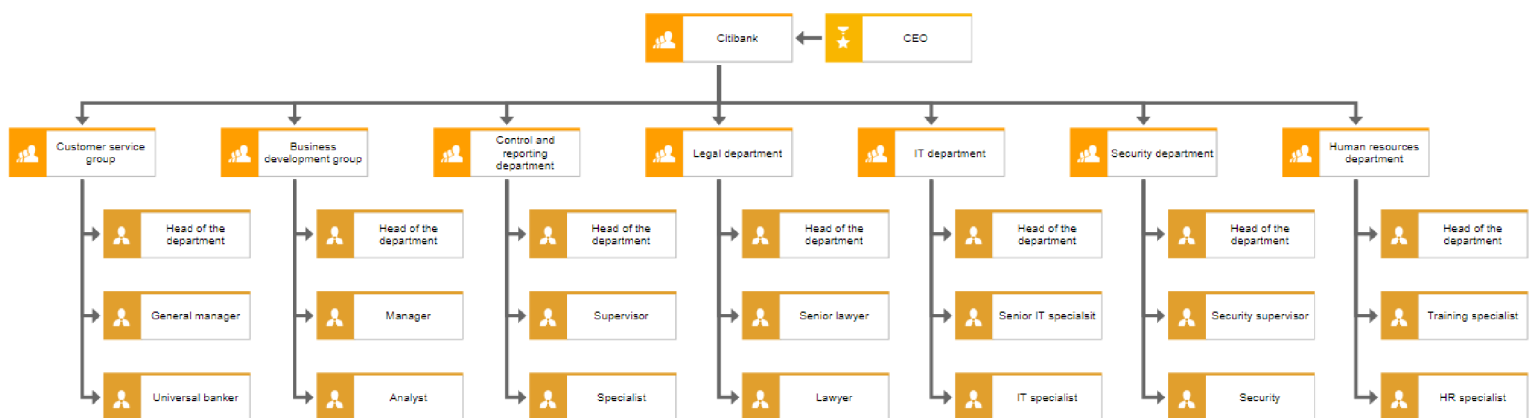 Citibank
CEO
Customer service
group
Business
development group
Control and
reporting
department
Legal department
IT department
Security department
Human resources
department
Head of the
department
Head of the
department
Head of the
department
Head of the
department
Head of the
department
Head of the
department
Head of the
department
General manager
Manager
Supervisor
Senior lawyer
Senior IT specialsit
Security supervisor
Training specialist
Universal banker
Analyst
Specialist
Lawyer
IT specialist
Security
HR specialist